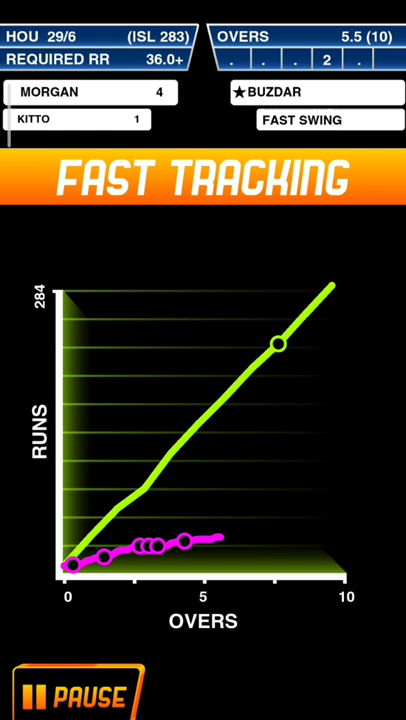 HOU 29/6 (ISL 283)
OVERS 5.5 (10)
REQUIRED RR 36.0+
. . . 2 .
MORGAN 4
★BUZDAR
KITTO 1
FAST SWING
FAST TRACKING
284
RUNS
0 5 10
OVERS
PAUSE